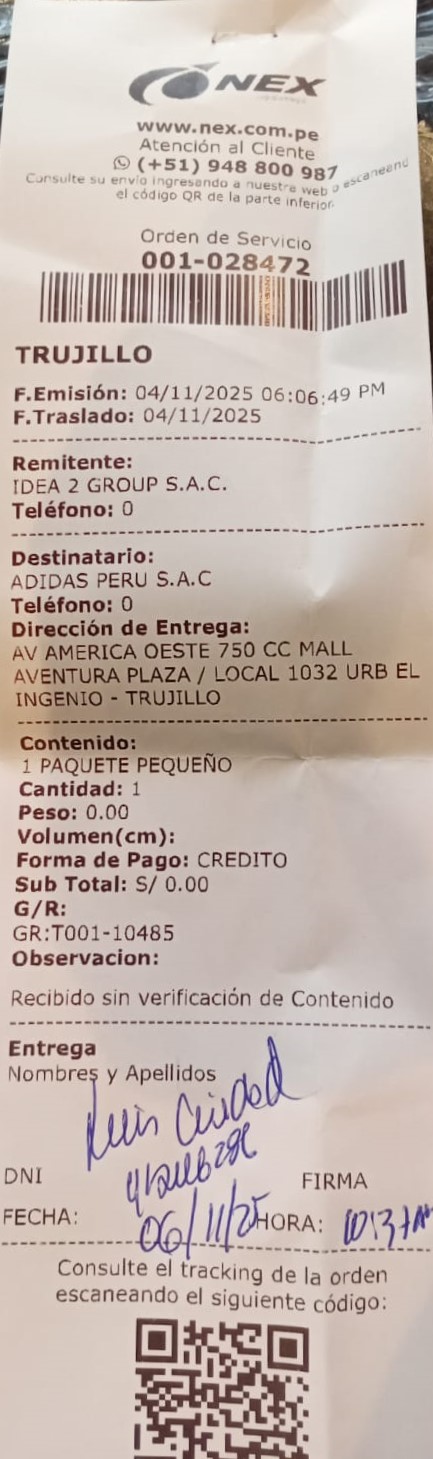 NEX
www.nex.com.pe
Atención al Cliente
(+51) 948 800 987
Consulte su envío ingresando a nuestra web o escaneand
el código QR de la parte inferior.
Orden de Servicio
001-028472
TRUJILLO
F.Emisión: 04/11/2025 06:06:49 PM
F.Traslado: 04/11/2025
Remitente:
IDEA 2 GROUP S.A.C.
Teléfono: 0
Destinatario:
ADIDAS PERU S.A.C
Teléfono: 0
Dirección de Entrega:
AV AMERICA OESTE 750 CC MALL
AVENTURA PLAZA / LOCAL 1032 URB EL
INGENIO - TRUJILLO
Contenido:
1 PAQUETE PEQUEÑO
Cantidad: 1
Peso: 0.00
Volumen(cm):
Forma de Pago: CREDITO
Sub Total: S/ 0.00
G/R:
GR:T001-10485
Observacion:
Recibido sin verificación de Contenido
Entrega
Nombres y Apellidos
Luis Ciudad
DNI
FIRMA
FECHA: 06/11/25 HORA:
Consulte el tracking de la orden
escaneando el siguiente código: